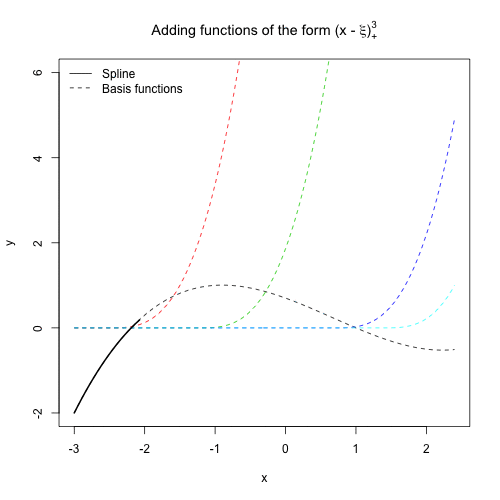 Adding functions of the form (x - ξ)³₊
6
Spline
Basis functions
4
2
0
-2
y
-3 -2 -1 0 1 2
x